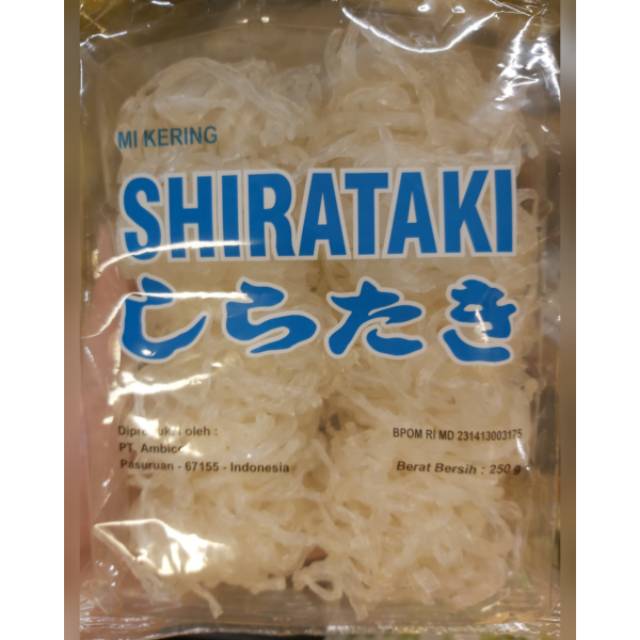 MI KERING
SHIRATAKI
しらたき
Diproduksi oleh :
PT. Ambico
Pasuruan - 67155 - Indonesia
BPOM RI MD 231413003175
Berat Bersih : 250 g